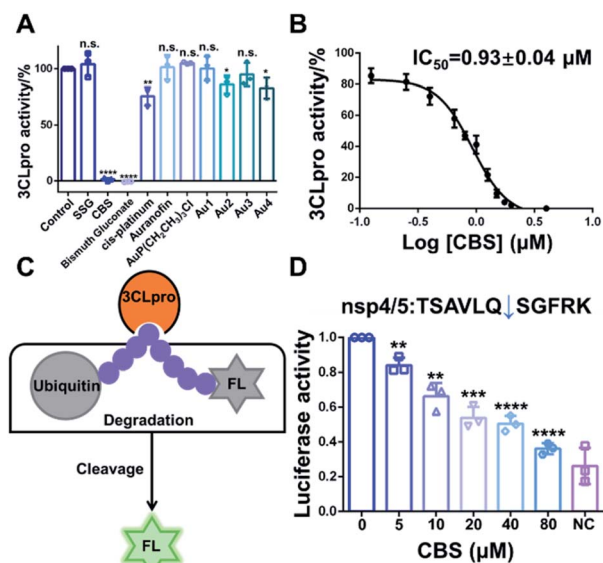 A
n.s.
n.s.
n.s.
n.s.
n.s.
**
*
*
****
****
3CLpro activity/%
100
50
0
Control
SSG
CBS
Bismuth Gluconate
cis-platinum
Auranofin
AuP(CH2CH3)3Cl
Au1
Au2
Au3
Au4
B
IC50=0.93±0.04 μM
3CLpro activity/%
100
80
60
40
20
0
-1.0
-0.5
0.0
0.5
1.0
Log [CBS] (μM)
C
3CLpro
Ubiquitin
FL
Degradation
Cleavage
FL
D
nsp4/5:TSAVLQ↓SGFRK
Luciferase activity
1.0
0.8
0.6
0.4
0.2
0.0
**
**
***
****
****
0
5
10
20
40
80
NC
CBS (μM)